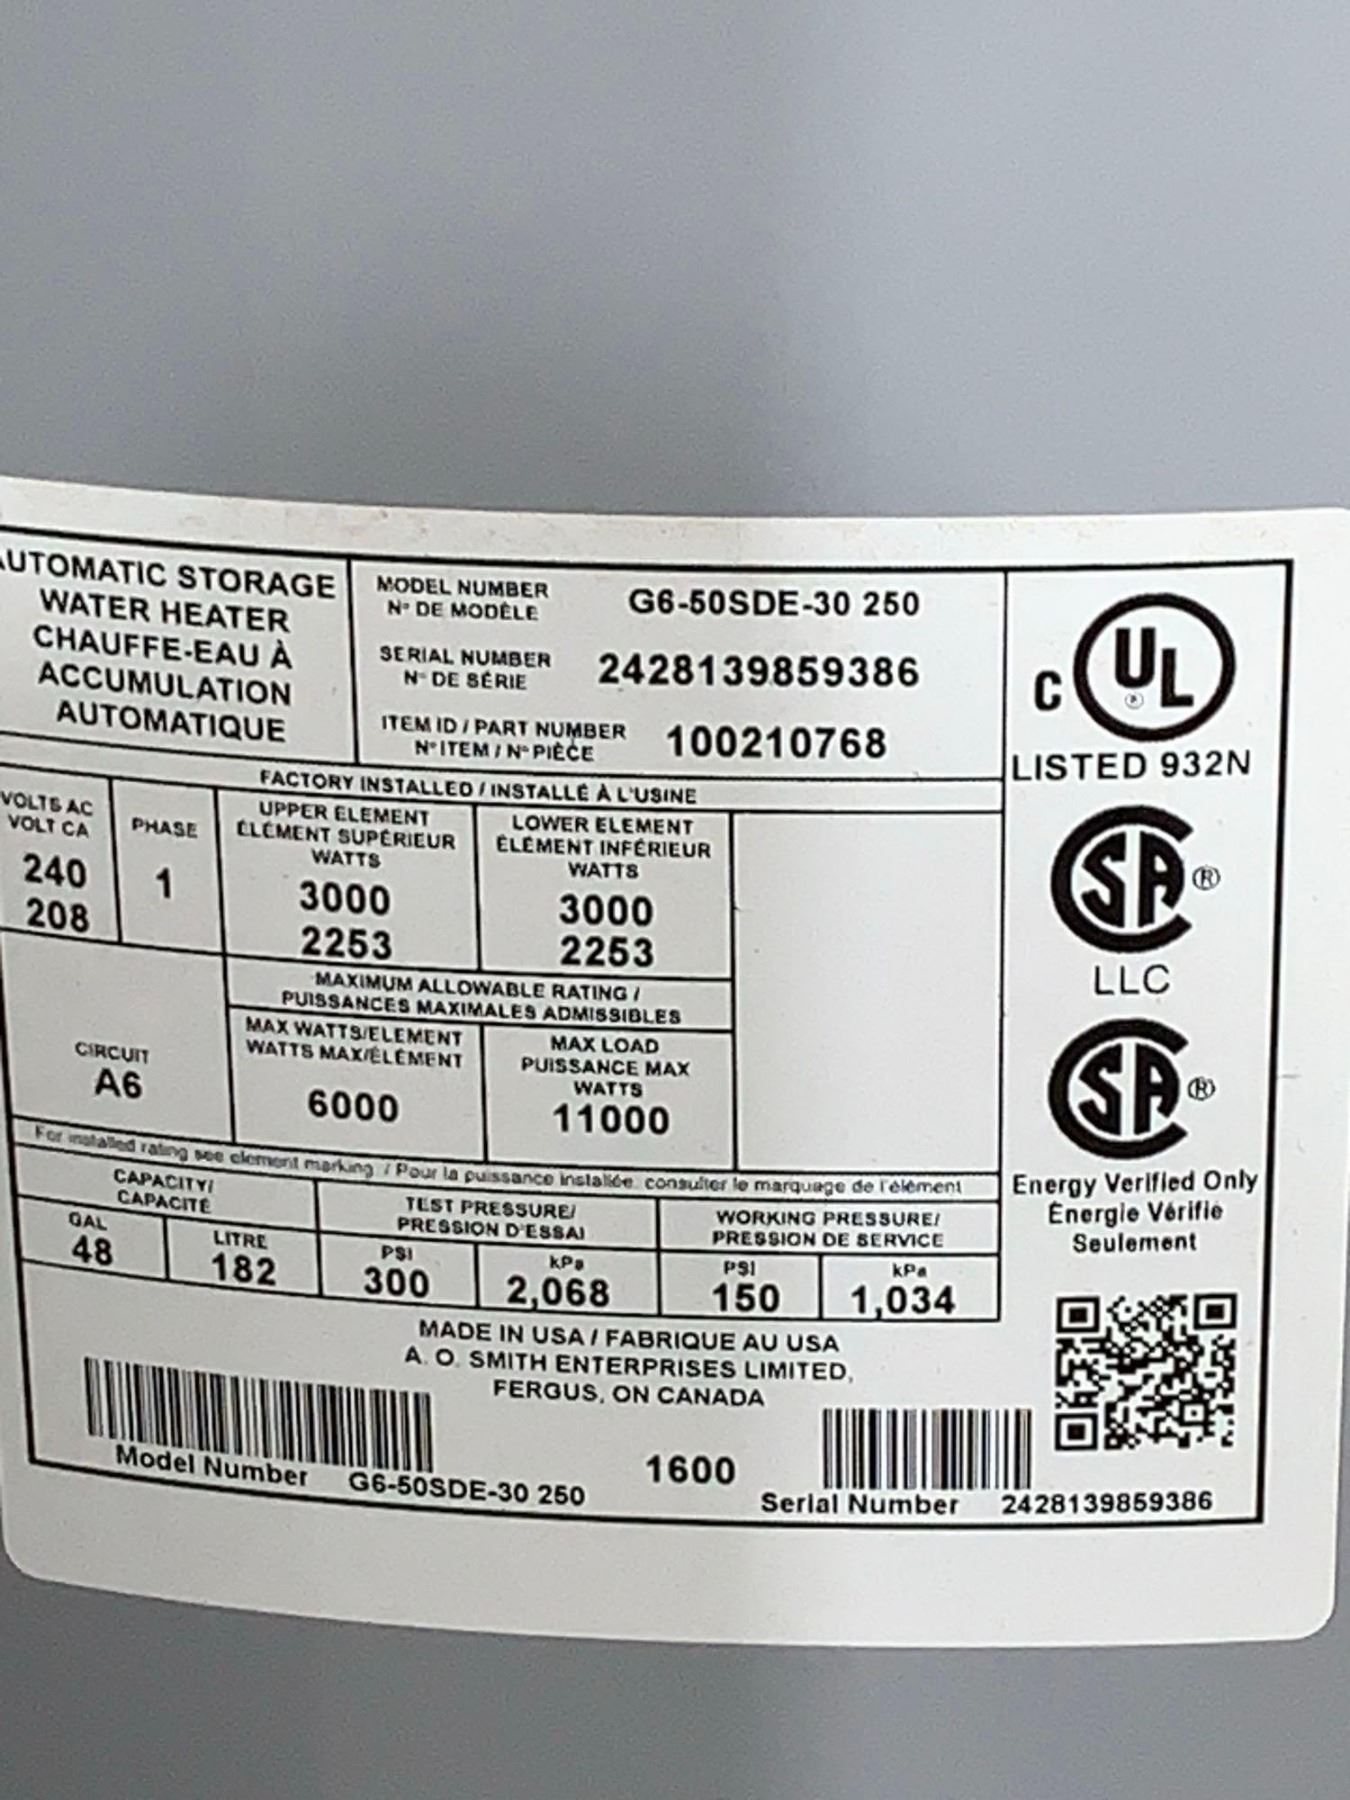 AUTOMATIC STORAGE
WATER HEATER
CHAUFFE-EAU À
ACCUMULATION
AUTOMATIQUE
MODEL NUMBER
N° DE MODÈLE
G6-50SDE-30 250
SERIAL NUMBER
N° DE SÉRIE
2428139859386
ITEM ID / PART NUMBER
N° ITEM / N° PIÈCE
100210768
C UL ®
LISTED 932N
FACTORY INSTALLED / INSTALLÉ À L'USINE
VOLTS AC
VOLT CA
240
208
PHASE
1
UPPER ELEMENT
ÉLÉMENT SUPÉRIEUR
WATTS
3000
2253
LOWER ELEMENT
ÉLÉMENT INFÉRIEUR
WATTS
3000
2253
SA ®
LLC
MAXIMUM ALLOWABLE RATING /
PUISSANCES MAXIMALES ADMISSIBLES
CIRCUIT
A6
MAX WATTS/ELEMENT
WATTS MAX/ÉLÉMENT
6000
MAX LOAD
PUISSANCE MAX
WATTS
11000
SA ®
Energy Verified Only
Énergie Vérifié
Seulement
For installed rating see element marking / Pour la puissance installée consulter le marquage de l'élément
CAPACITY/
CAPACITÉ
GAL
48
LITRE
182
TEST PRESSURE/
PRESSION D'ESSAI
PSI
300
kPa
2,068
WORKING PRESSURE/
PRESSION DE SERVICE
PSI
150
kPa
1,034
MADE IN USA / FABRIQUE AU USA
A. O. SMITH ENTERPRISES LIMITED,
FERGUS, ON CANADA
Model Number G6-50SDE-30 250
1600
Serial Number 2428139859386